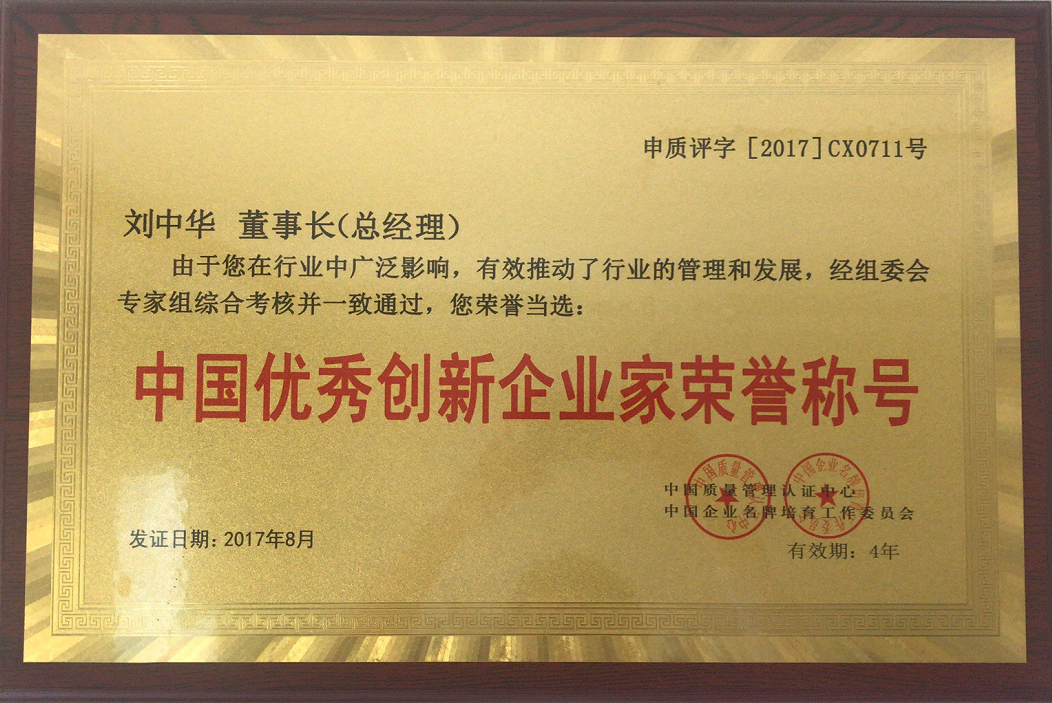 申质评字［2017］CX0711号
刘中华 董事长(总经理)
由于您在行业中广泛影响，有效推动了行业的管理和发展，经组委会
专家组综合考核并一致通过，您荣誉当选：
中国优秀创新企业家荣誉称号
中国质量管理认证中心
中国企业名牌培育工作委员会
发证日期：2017年8月
有效期：4年